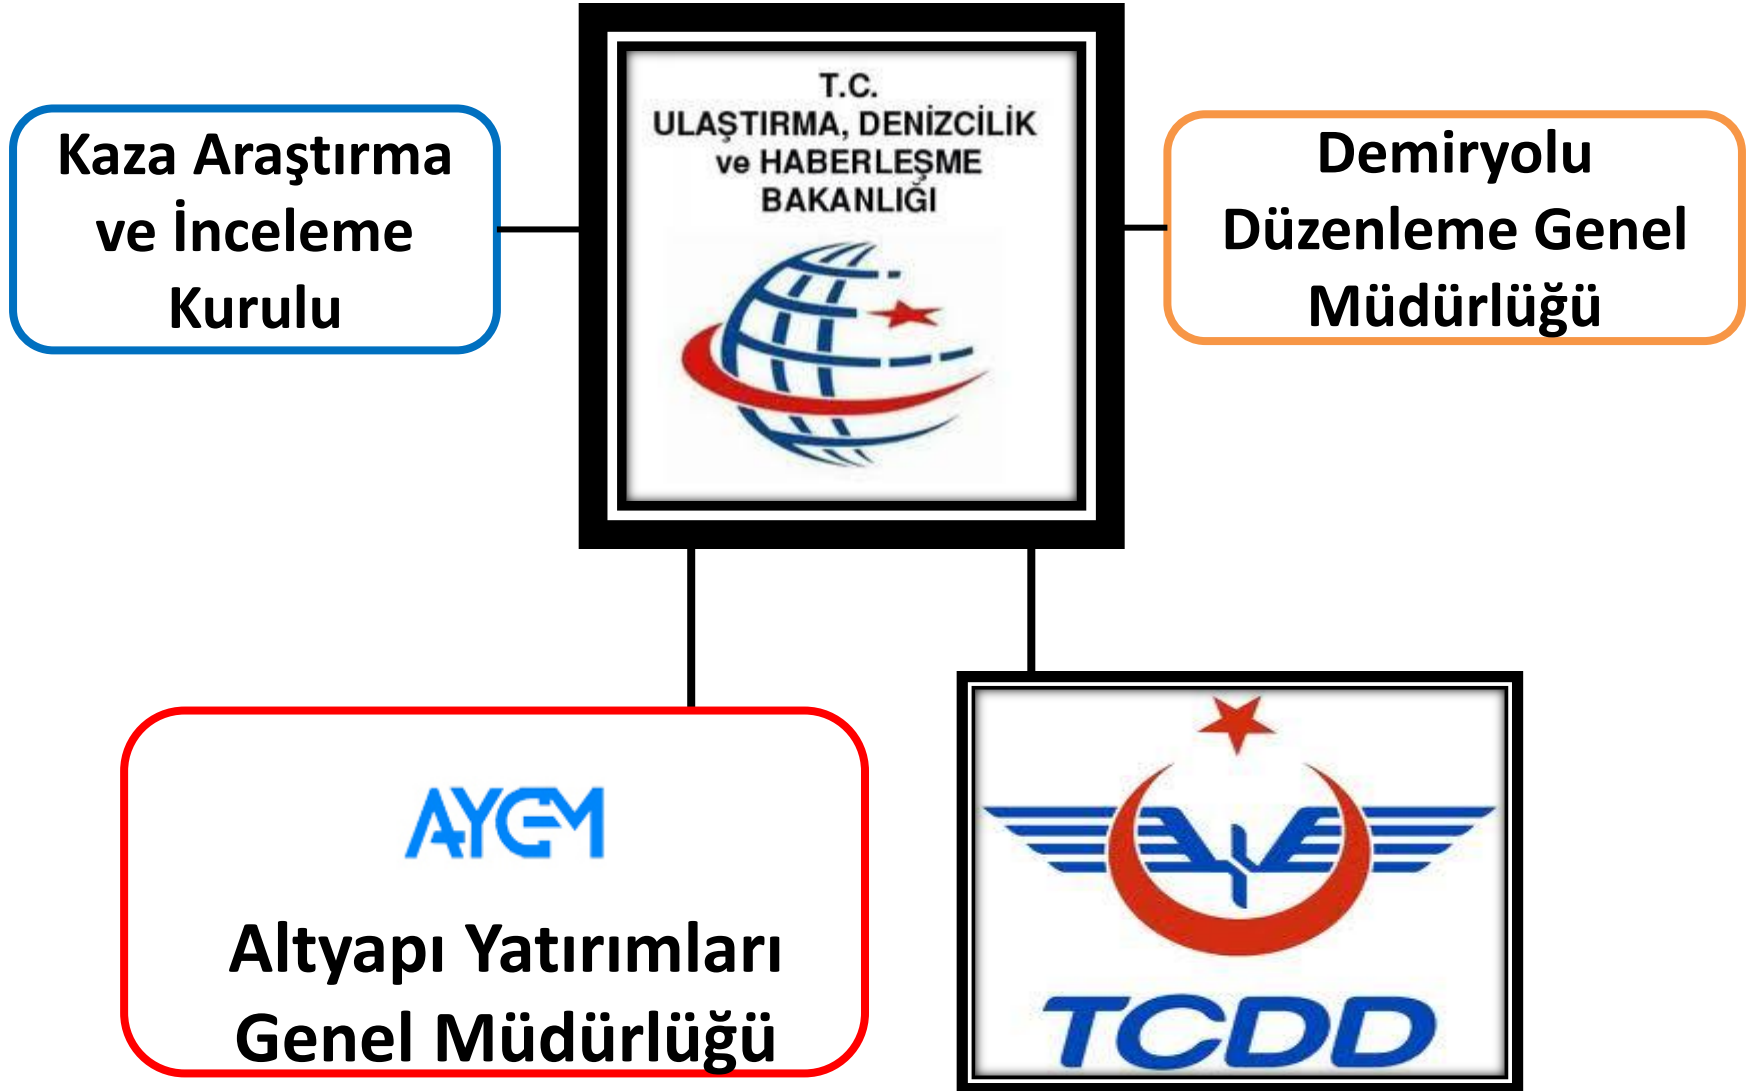 T.C.
ULAŞTIRMA, DENİZCİLİK
ve HABERLEŞME
BAKANLIĞI
Kaza Araştırma
ve İnceleme
Kurulu
Demiryolu
Düzenleme Genel
Müdürlüğü
AYGM
Altyapı Yatırımları
Genel Müdürlüğü
TCDD